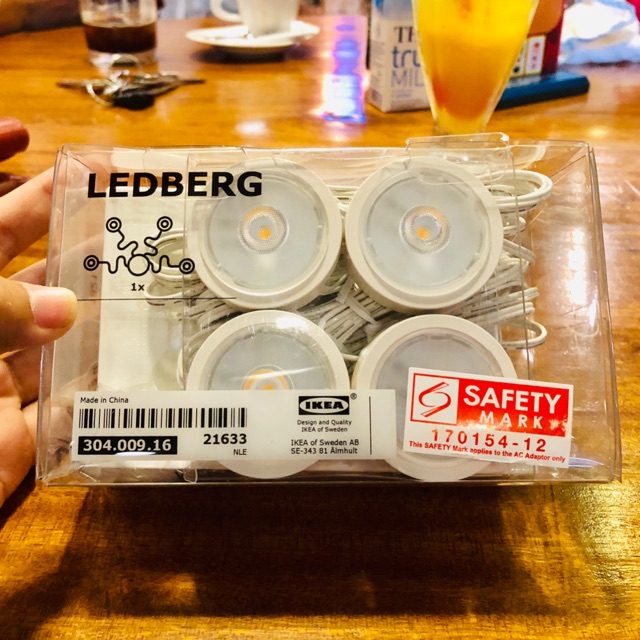 LEDBERG
1x
Made in China
304.009.16
21633
NLE
IKEA
Design and Quality
IKEA of Sweden
IKEA of Sweden AB
SE-343 81 Älmhult
S SAFETY
MARK
170154-12
This SAFETY Mark applies to the AC Adaptor only